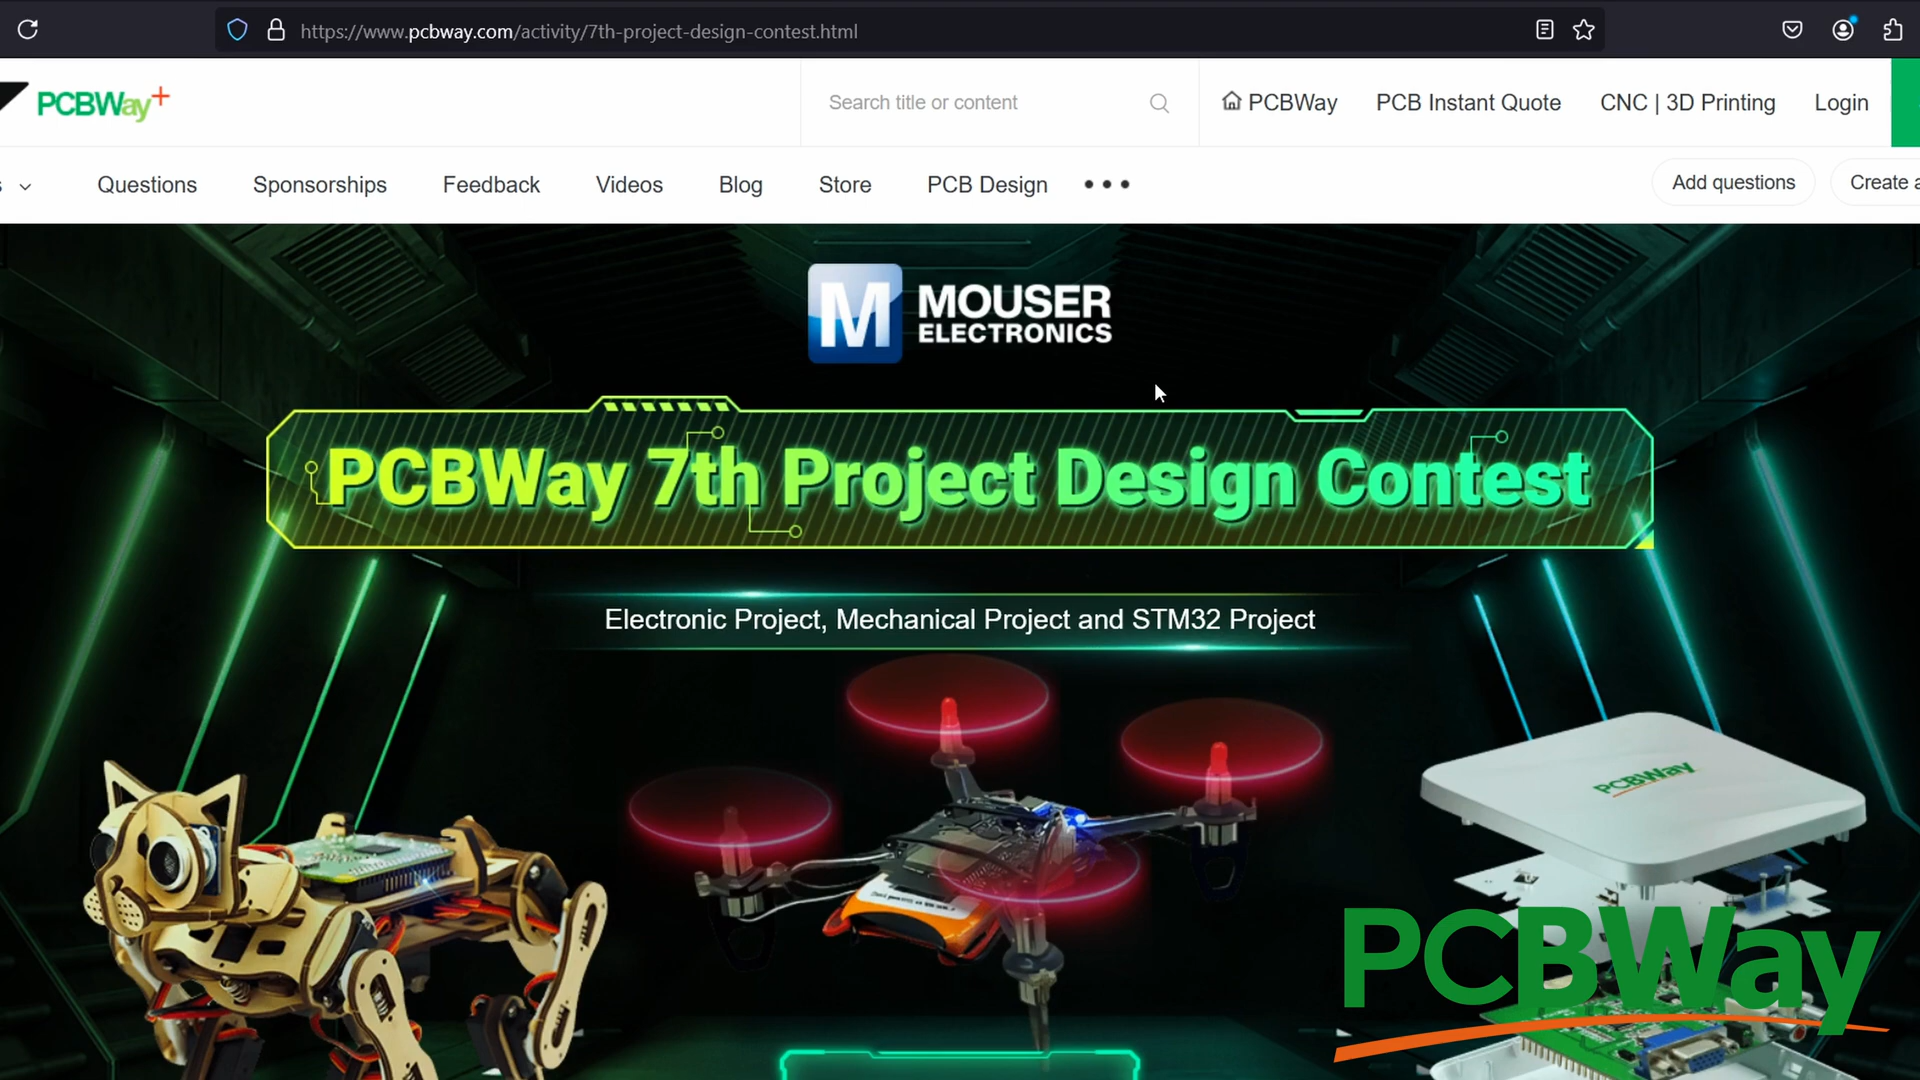 https://www.pcbway.com/activity/7th-project-design-contest.html
PCBWay+
Search title or content
PCBWay
PCB Instant Quote
CNC | 3D Printing
Login
Questions
Sponsorships
Feedback
Videos
Blog
Store
PCB Design
Add questions
Create a
M MOUSER
ELECTRONICS
PCBWay 7th Project Design Contest
Electronic Project, Mechanical Project and STM32 Project
PCBWay
PCBWay